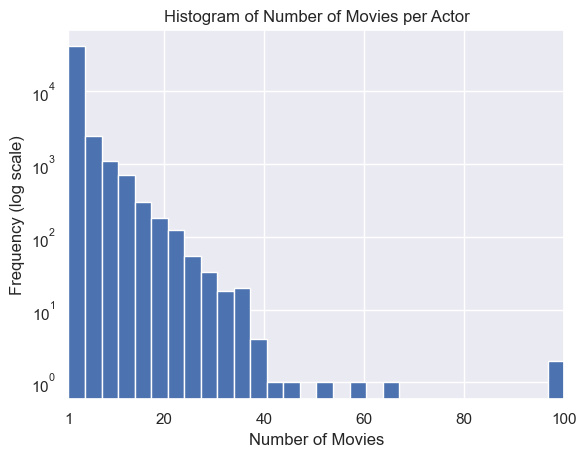 Histogram of Number of Movies per Actor
Frequency (log scale)
10⁴
10³
10²
10¹
10⁰
1 20 40 60 80 100
Number of Movies